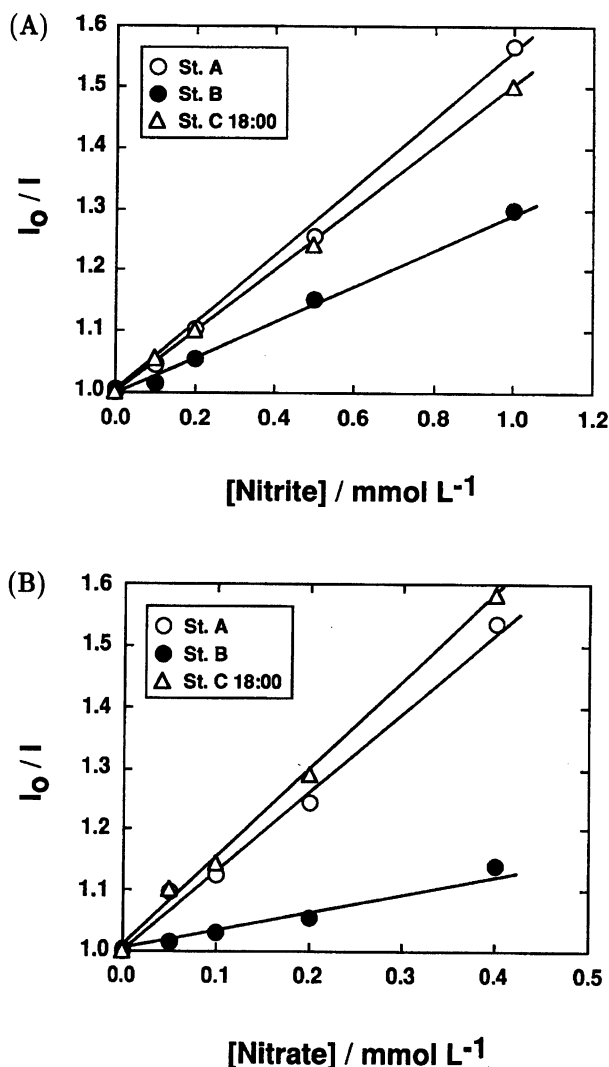 (A)
1.6
1.5
1.4
1.3
1.2
1.1
1.0
I₀ / I
St. A
St. B
St. C 18:00
0.0 0.2 0.4 0.6 0.8 1.0 1.2
[Nitrite] / mmol L⁻¹
(B)
1.6
1.5
1.4
1.3
1.2
1.1
1.0
I₀ / I
St. A
St. B
St. C 18:00
0.0 0.1 0.2 0.3 0.4 0.5
[Nitrate] / mmol L⁻¹